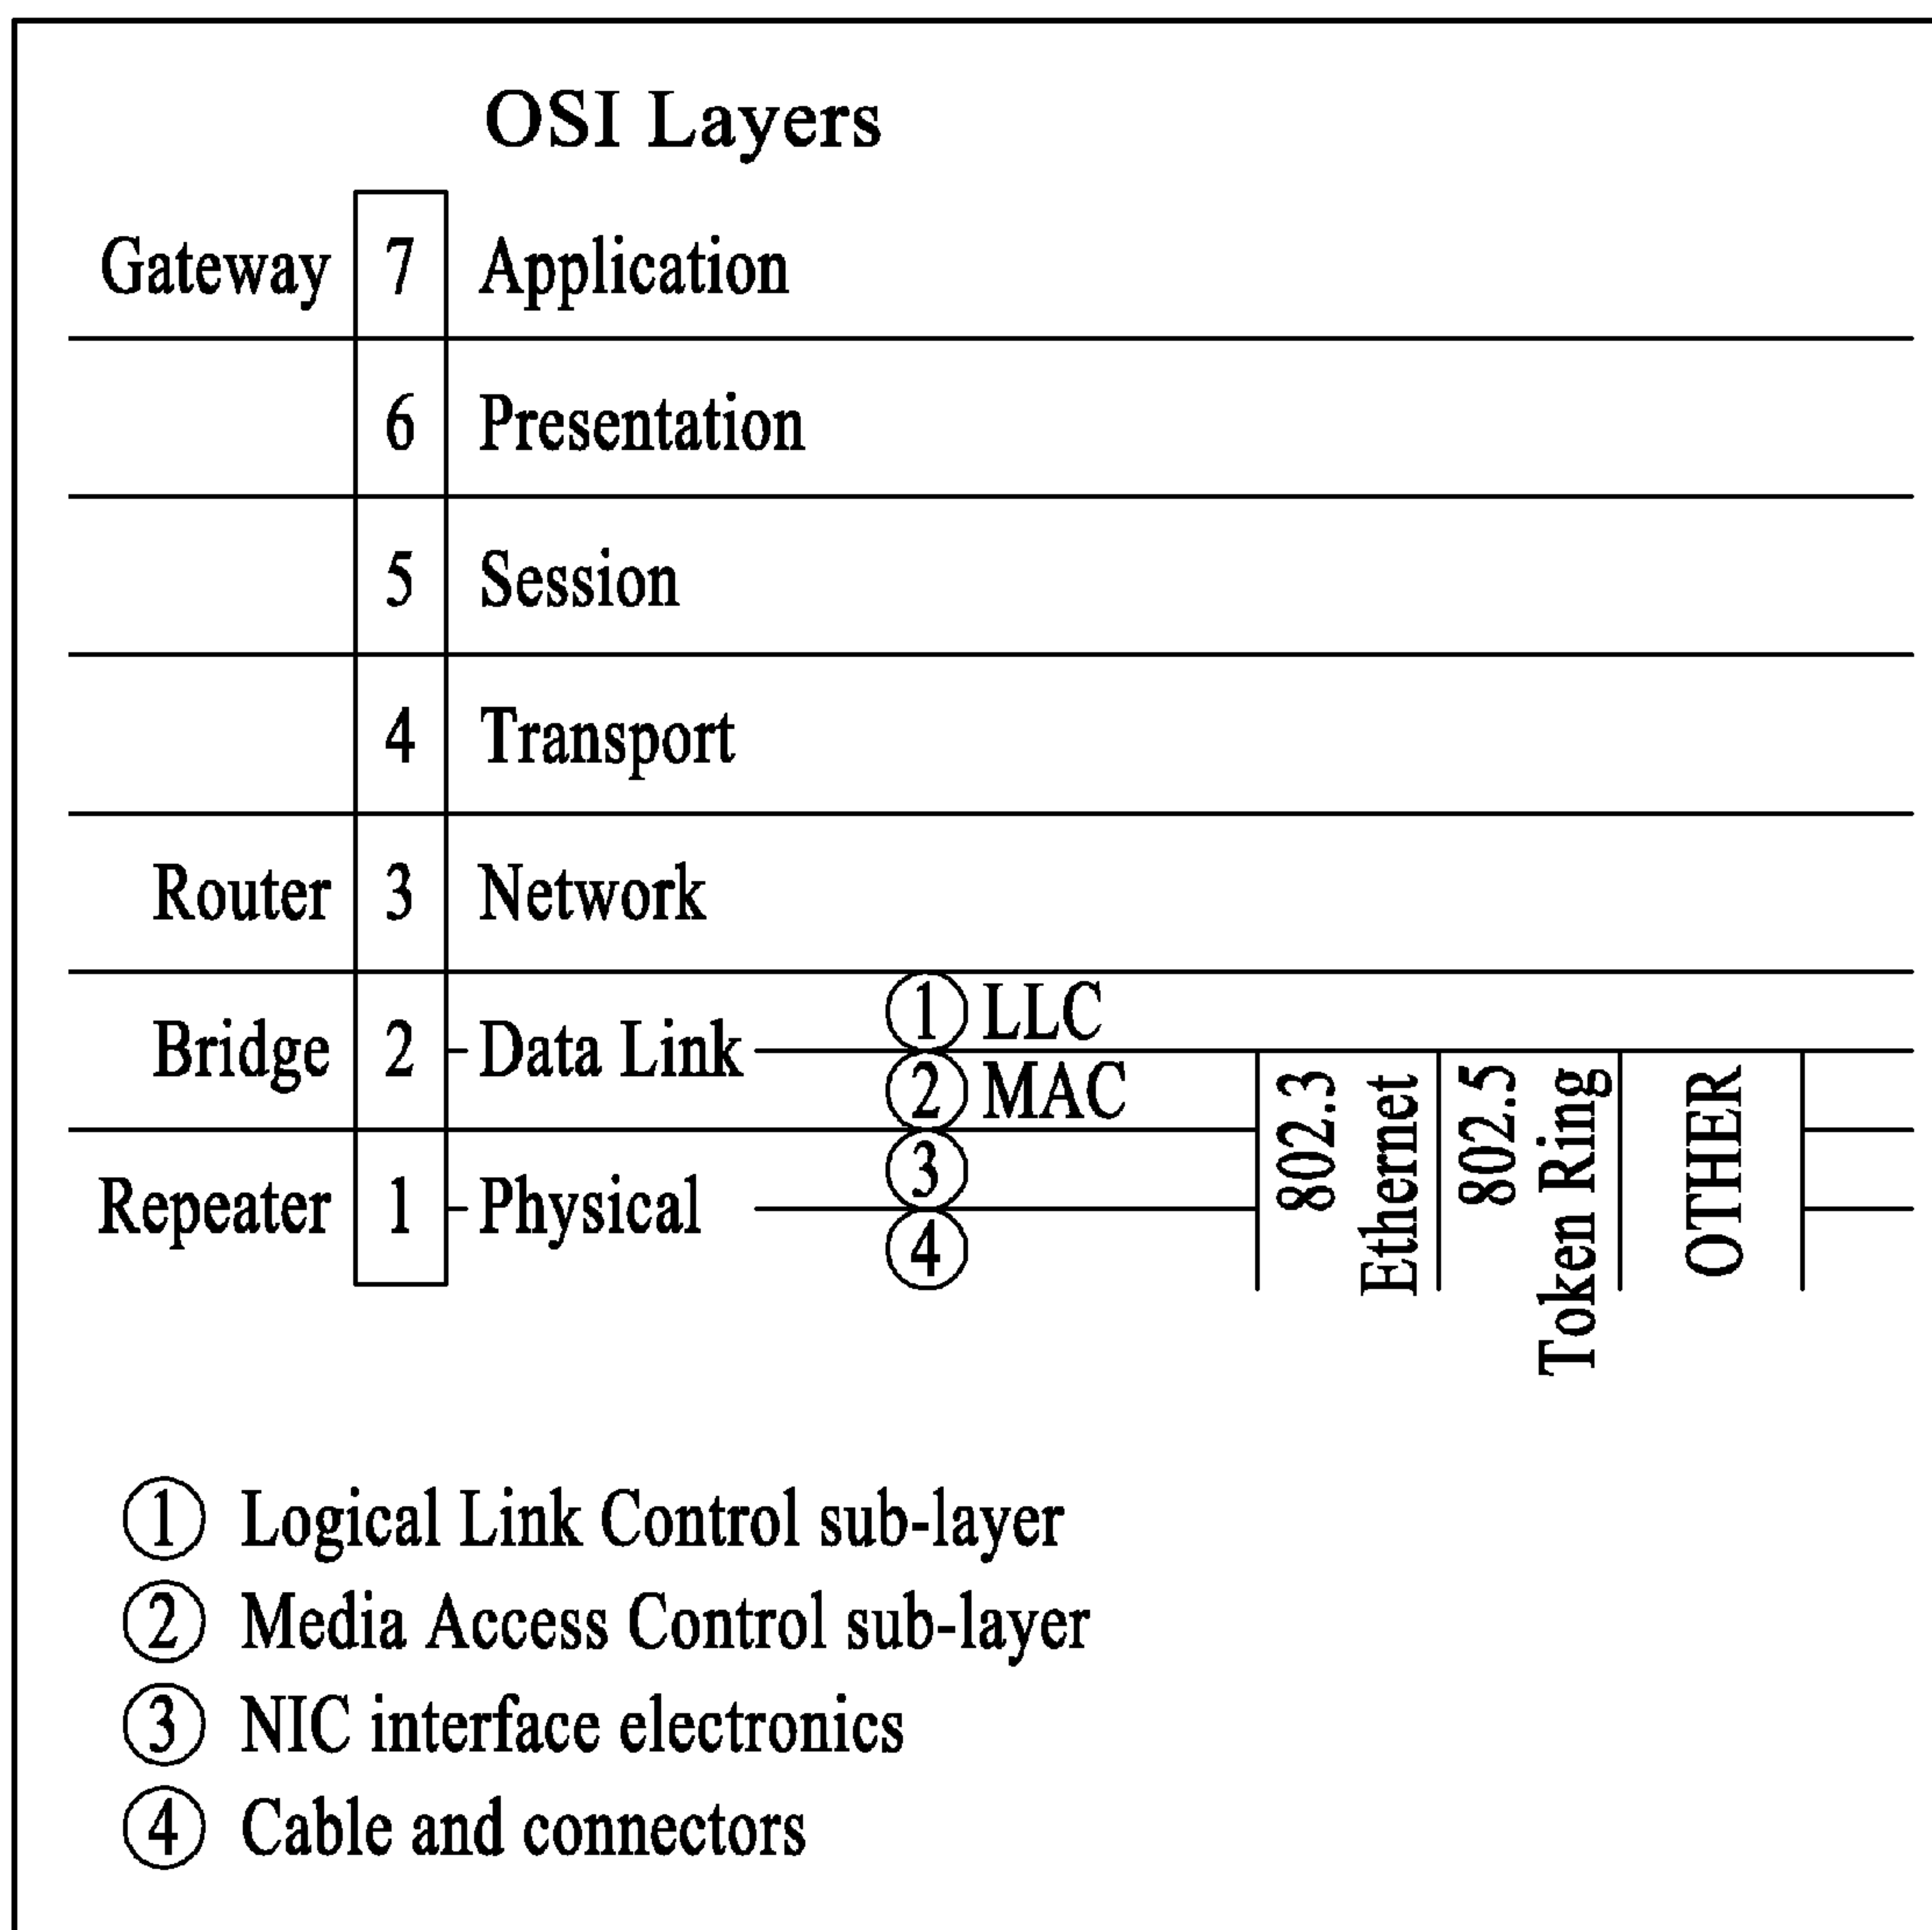 OSI Layers
Gateway 7 Application
6 Presentation
5 Session
4 Transport
Router 3 Network
Bridge 2 Data Link
① LLC
② MAC
Repeater 1 Physical
③
④
802.3
Ethernet
802.5
Token Ring
OTHER
① Logical Link Control sub-layer
② Media Access Control sub-layer
③ NIC interface electronics
④ Cable and connectors